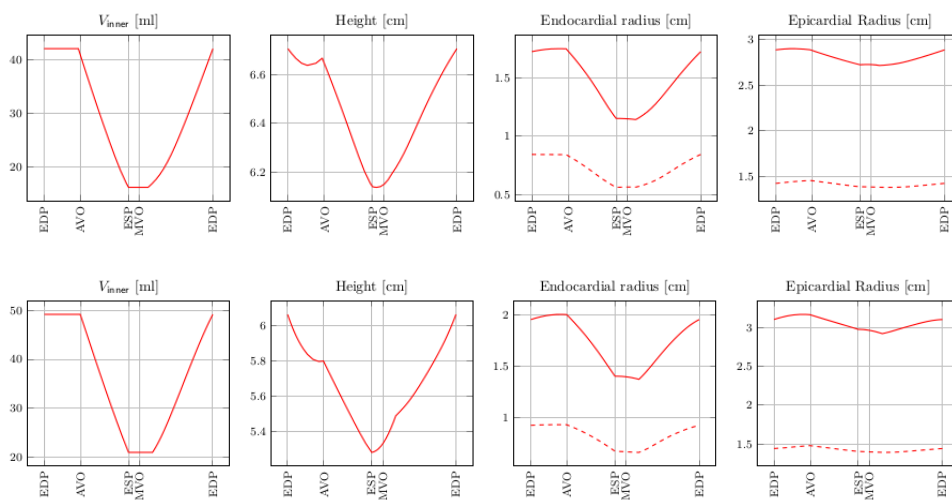 V_inner [ml]
40
30
20
EDP
AVO
ESP
MVO
EDP
Height [cm]
6.6
6.4
6.2
EDP
AVO
ESP
MVO
EDP
Endocardial radius [cm]
1.5
1
0.5
EDP
AVO
ESP
MVO
EDP
Epicardial Radius [cm]
3
2.5
2
1.5
EDP
AVO
ESP
MVO
EDP
V_inner [ml]
50
40
30
20
EDP
AVO
ESP
MVO
EDP
Height [cm]
6
5.8
5.6
5.4
EDP
AVO
ESP
MVO
EDP
Endocardial radius [cm]
2
1.5
1
EDP
AVO
ESP
MVO
EDP
Epicardial Radius [cm]
3
2.5
2
1.5
EDP
AVO
ESP
MVO
EDP